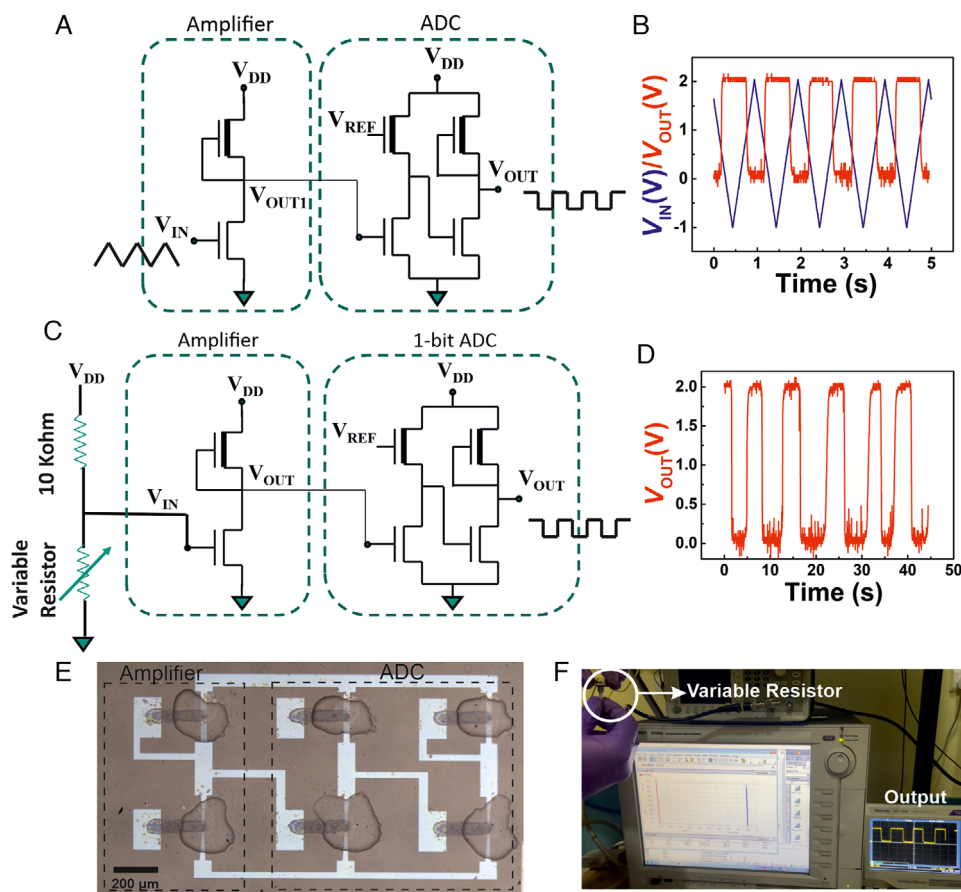 A
Amplifier
ADC
V_DD
V_DD
V_REF
V_OUT1
V_OUT
V_IN
B
V_IN(V)/V_OUT(V)
2
1
0
-1
0 1 2 3 4 5
Time (s)
C
Amplifier
1-bit ADC
V_DD
V_DD
V_DD
10 Kohm
V_REF
V_IN
V_OUT
V_OUT
Variable
Resistor
D
V_OUT(V)
2.0
1.5
1.0
0.5
0.0
0 10 20 30 40 50
Time (s)
E
Amplifier
ADC
200 µm
F
Variable Resistor
Output